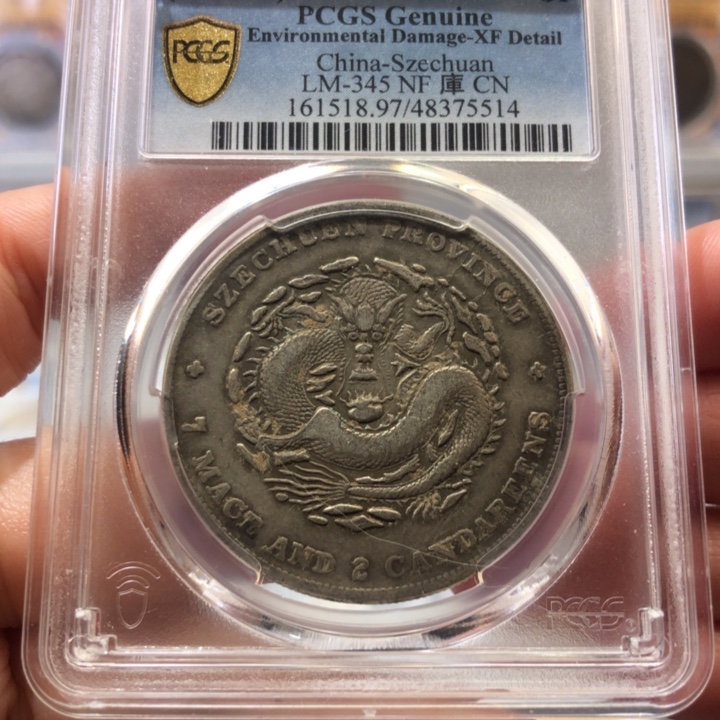 PCGS Genuine
Environmental Damage-XF Detail
China-Szechuan
LM-345 NF 庫 CN
161518.97/48375514
PCGS
SZECHUEN PROVINCE
7 MACE AND 2 CANDAREENS
PCGS